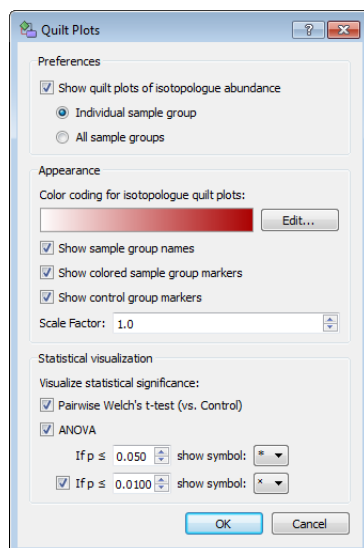 Quilt Plots
Preferences
Show quilt plots of isotopologue abundance
Individual sample group
All sample groups
Appearance
Color coding for isotopologue quilt plots:
Edit...
Show sample group names
Show colored sample group markers
Show control group markers
Scale Factor: 1.0
Statistical visualization
Visualize statistical significance:
Pairwise Welch's t-test (vs. Control)
ANOVA
If p ≤ 0.050 show symbol: *
If p ≤ 0.0100 show symbol: ×
OK Cancel